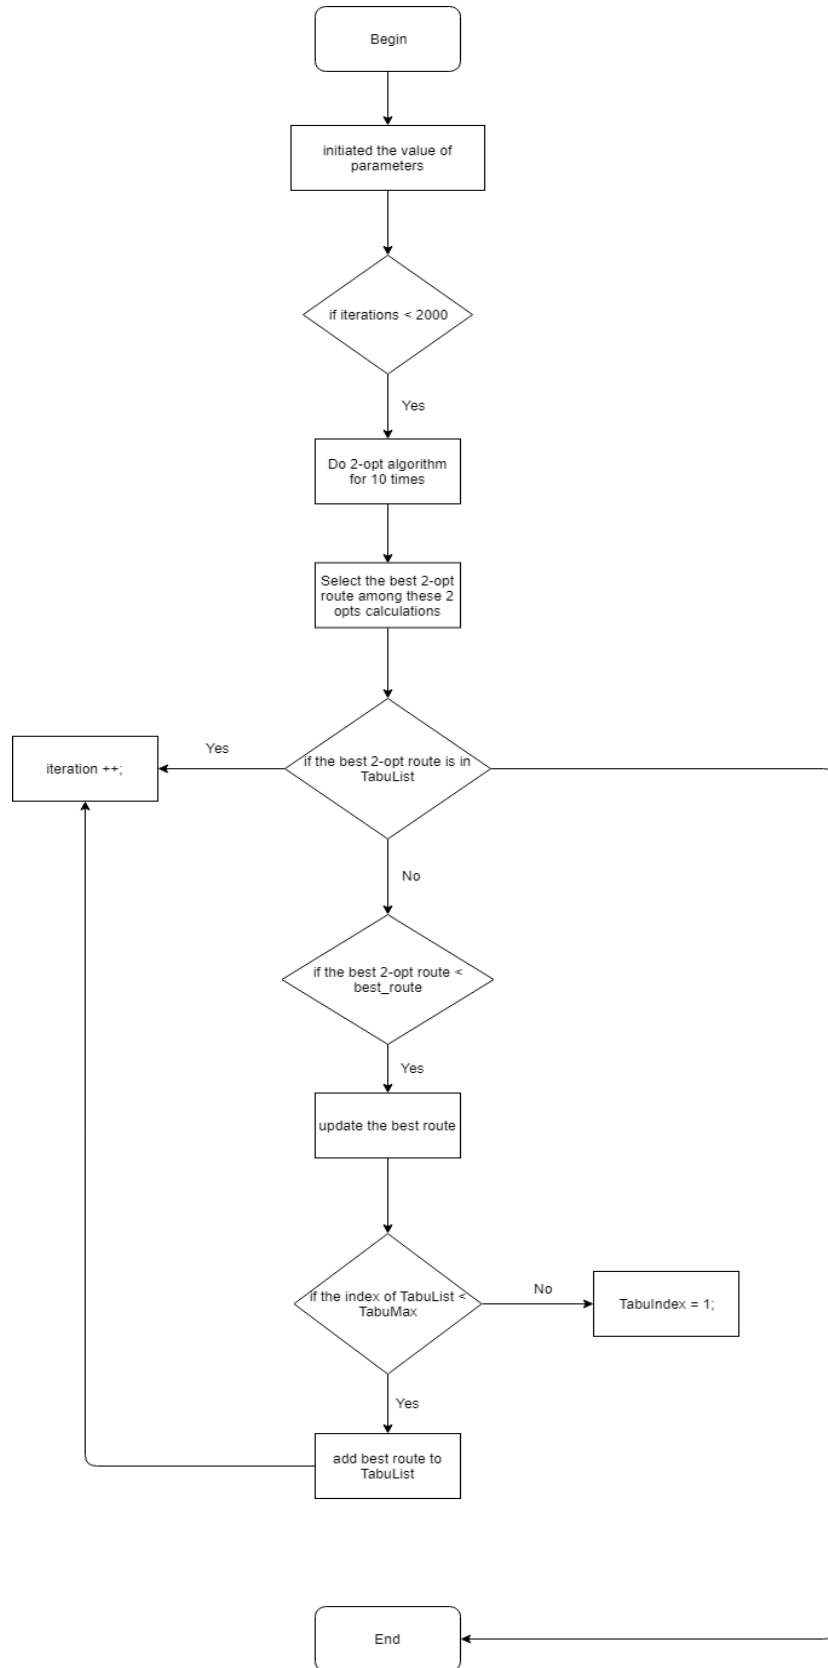 Begin
initiated the value of
parameters
if iterations < 2000
Yes
Do 2-opt algorithm
for 10 times
Select the best 2-opt
route among these 2
opts calculations
Yes
if the best 2-opt route is in
TabuList
iteration ++;
No
if the best 2-opt route <
best_route
Yes
update the best route
if the index of TabuList <
TabuMax
No
TabuIndex = 1;
Yes
add best route to
TabuList
End